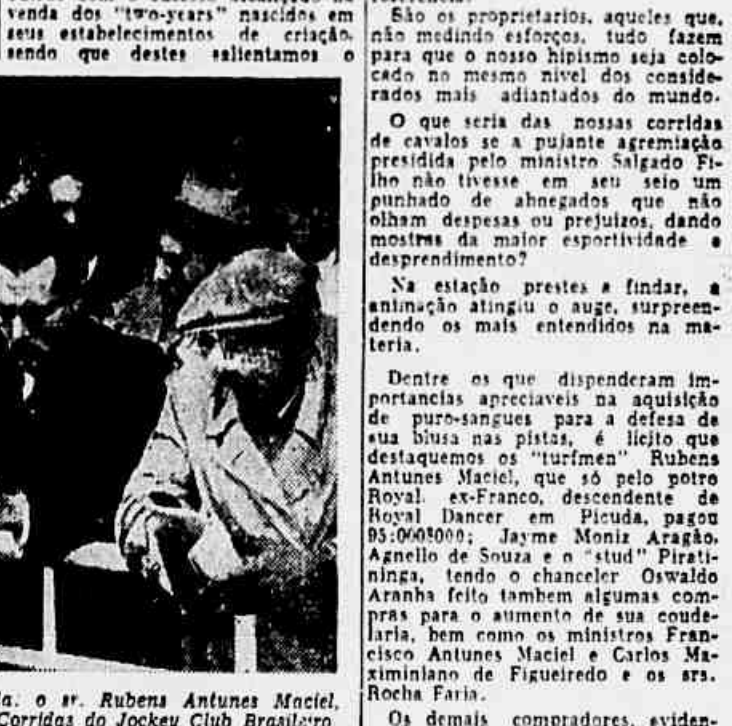 venda dos "two-years" nascidos em
seus estabelecimentos de criação,
sendo que destes salientamos o
la: o sr. Rubens Antunes Maciel,
Corridas do Jockey Club Brasileiro
São os proprietarios, aqueles que,
não medindo esforços, tudo fazem
para que o nosso hipismo seja colo-
cado no mesmo nivel dos conside-
rados mais adiantados do mundo.
O que seria das nossas corridas
de cavalos se a pujante agremiação
presidida pelo ministro Salgado Fi-
lho não tivesse em seu seio um
punhado de abnegados que não
olham despesas ou prejuizos, dando
mostras da maior esportividade e
desprendimento?
Na estação prestes a findar, a
animação atingiu o auge, surpreen-
dendo os mais entendidos na ma-
teria.
Dentre os que dispenderam im-
portancias apreciaveis na aquisição
de puro-sangues para a defesa de
sua blusa nas pistas, é licito que
destaquemos os "turfmen" Rubens
Antunes Maciel, que só pelo potro
Royal, ex-Franco, descendente de
Royal Dancer em Picuda, pagou
95:000$000; Jayme Moniz Aragão,
Agnello de Souza e o "stud" Pirati-
ninga, tendo o chanceler Oswaldo
Aranha feito tambem algumas com-
pras para o aumento de sua coude-
laria, bem como os ministros Fran-
cisco Antunes Maciel e Carlos Ma-
ximiniano de Figueiredo e os srs.
Rocha Faria.
Os demais compradores, eviden-